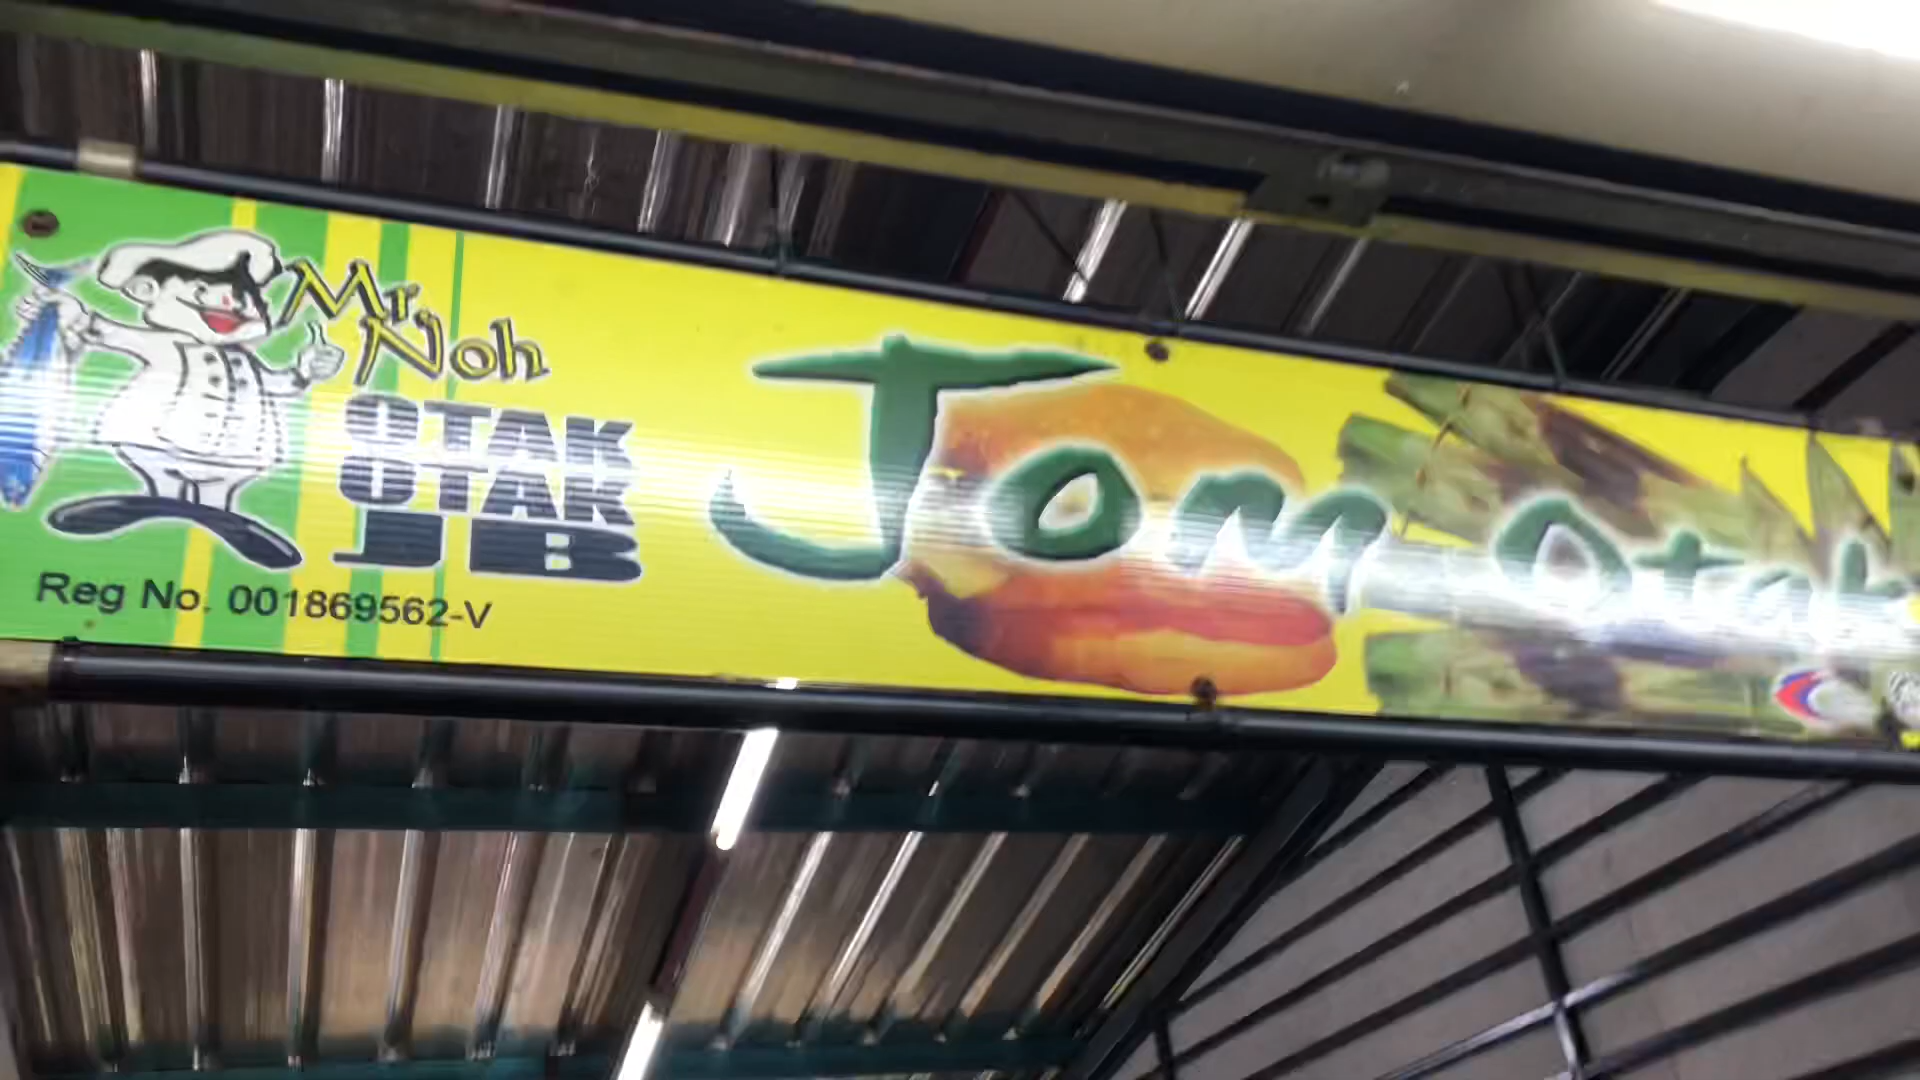 Mr. Noh
OTAK
OTAK
JB
Reg No. 001869562-V
Jom Otak